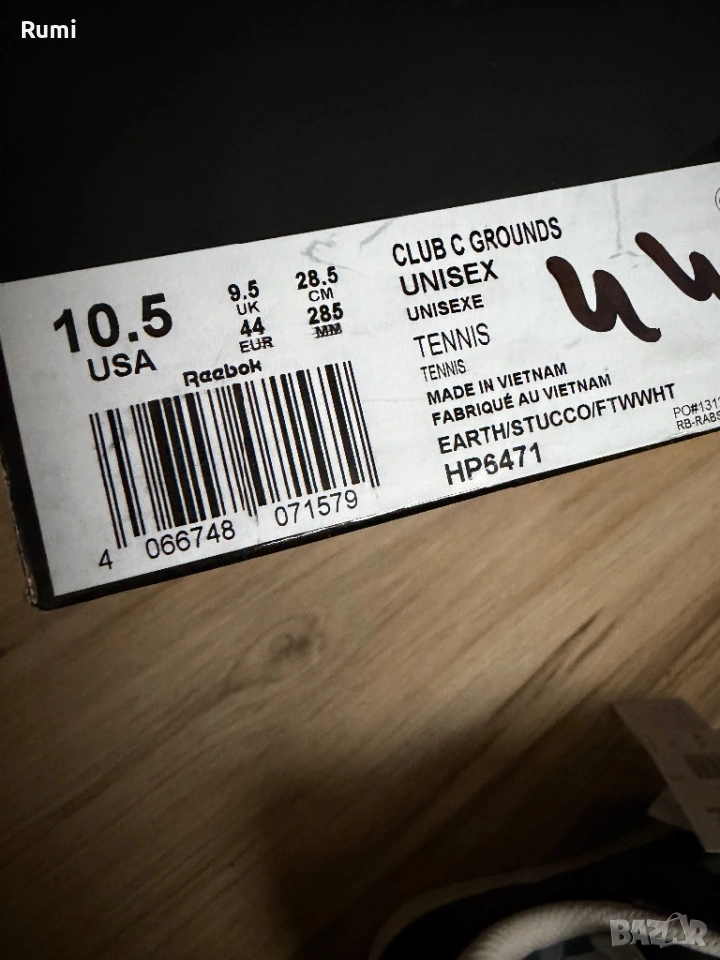 Rumi
10.5
USA
9.5
UK
44
EUR
28.5
CM
285
MM
Reebok
4 066748 071579
CLUB C GROUNDS
UNISEX
UNISEXE
TENNIS
TENNIS
MADE IN VIETNAM
FABRIQUÉ AU VIETNAM
EARTH/STUCCO/FTWWHT
HP6471
44
BAZAR